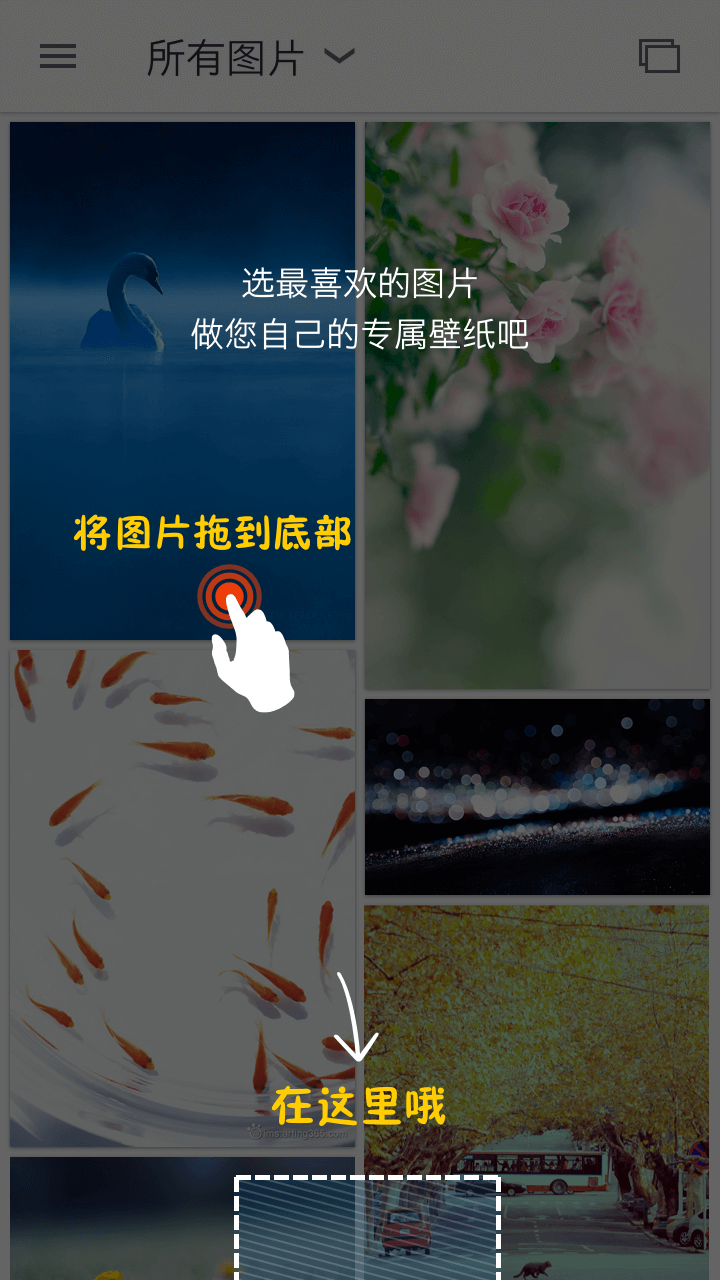 所有图片
选最喜欢的图片
做您自己的专属壁纸吧
将图片拖到底部
在这里哦